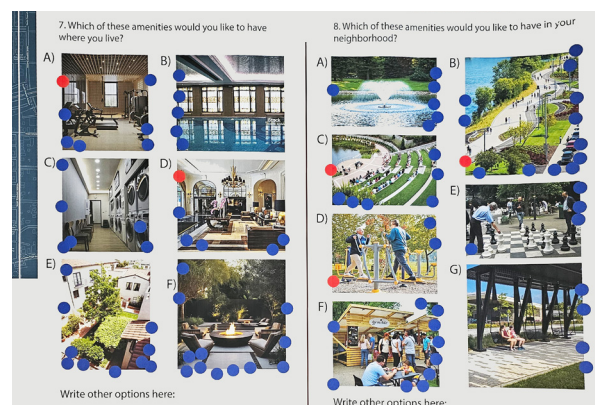 7. Which of these amenities would you like to have
where you live?
A)
B)
C)
D)
E)
F)
Write other options here:
8. Which of these amenities would you like to have in your
neighborhood?
A)
B)
C)
D)
E)
F)
G)
Write other options here: